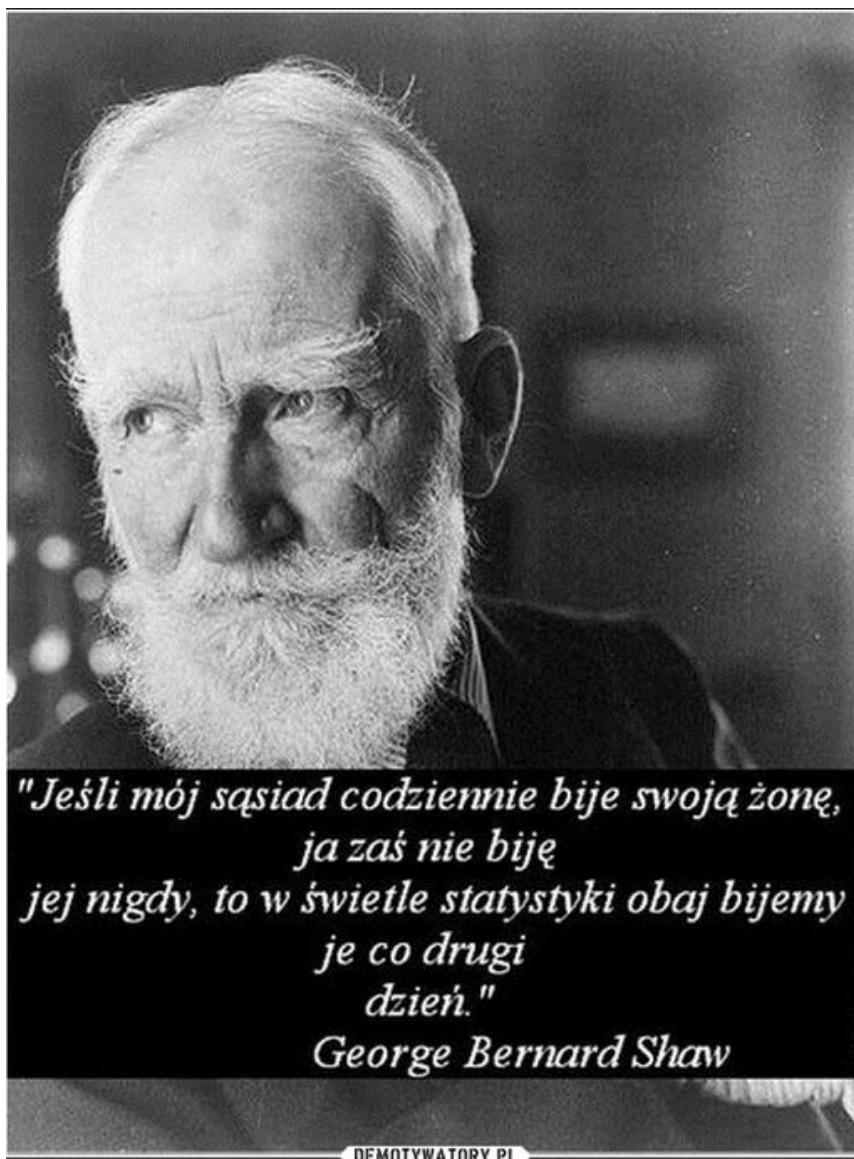 "Jeśli mój sąsiad codziennie bije swoją żonę,
ja zaś nie biję
jej nigdy, to w świetle statystyki obaj bijemy
je co drugi
dzień."
George Bernard Shaw
DEMOTYWATORY.PL